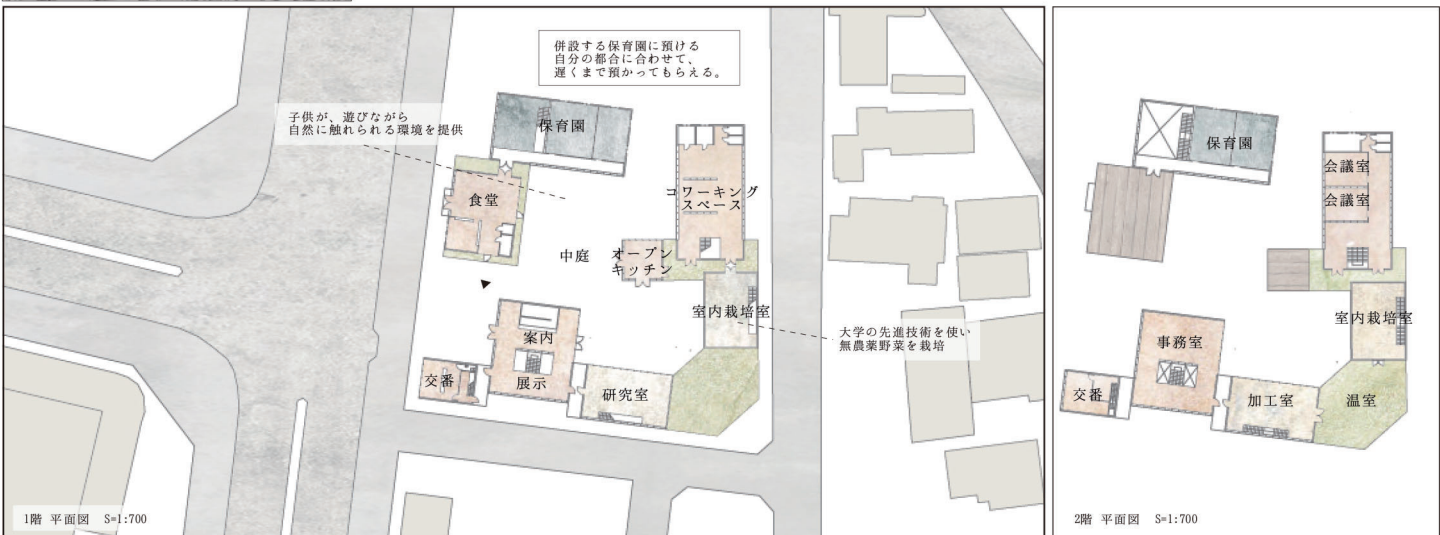 併設する保育園に預ける
自分の都合に合わせて、
遅くまで預かってもらえる。
子供が、遊びながら
自然に触れられる環境を提供
保育園
食堂
コワーキング
スペース
中庭
オープン
キッチン
室内栽培室
大学の先進技術を使い
無農薬野菜を栽培
案内
交番
展示
研究室
1階 平面図 S=1:700
保育園
会議室
会議室
室内栽培室
事務室
交番
加工室
温室
2階 平面図 S=1:700